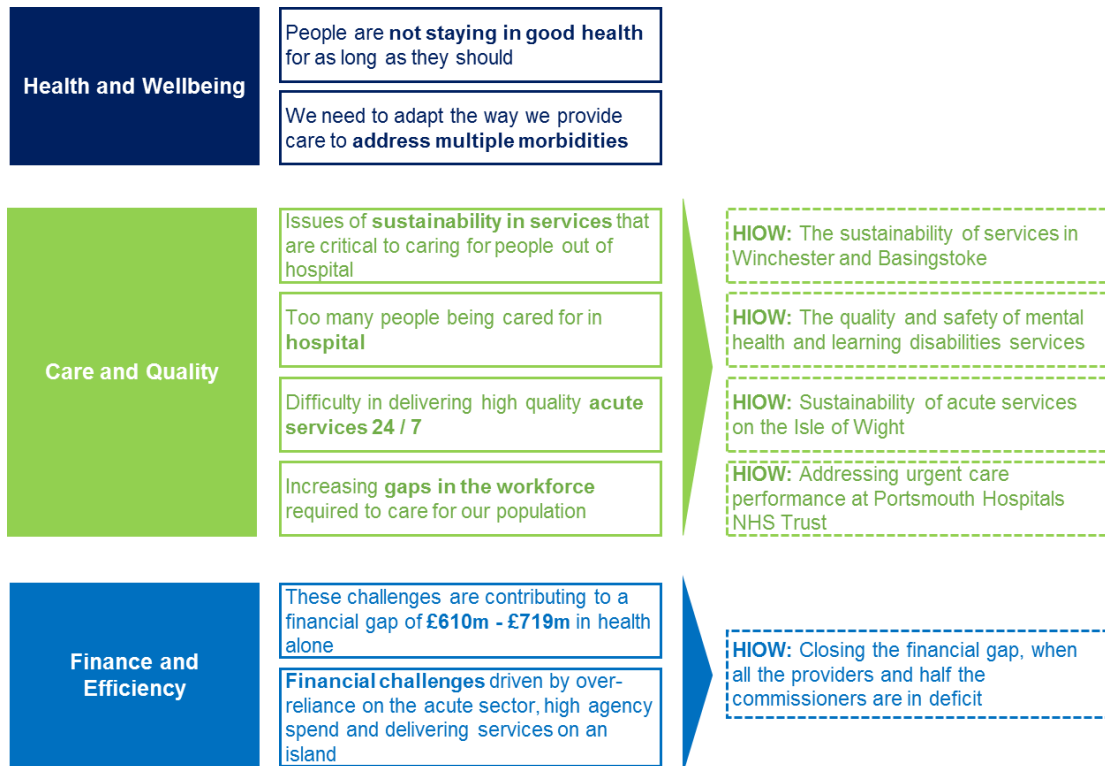 Health and Wellbeing
People are not staying in good health
for as long as they should
We need to adapt the way we provide
care to address multiple morbidities
Care and Quality
Issues of sustainability in services that
are critical to caring for people out of
hospital
Too many people being cared for in
hospital
Difficulty in delivering high quality acute
services 24 / 7
Increasing gaps in the workforce
required to care for our population
HIOW: The sustainability of services in
Winchester and Basingstoke
HIOW: The quality and safety of mental
health and learning disabilities services
HIOW: Sustainability of acute services
on the Isle of Wight
HIOW: Addressing urgent care
performance at Portsmouth Hospitals
NHS Trust
Finance and
Efficiency
These challenges are contributing to a
financial gap of £610m - £719m in health
alone
Financial challenges driven by over-
reliance on the acute sector, high agency
spend and delivering services on an
island
HIOW: Closing the financial gap, when
all the providers and half the
commissioners are in deficit